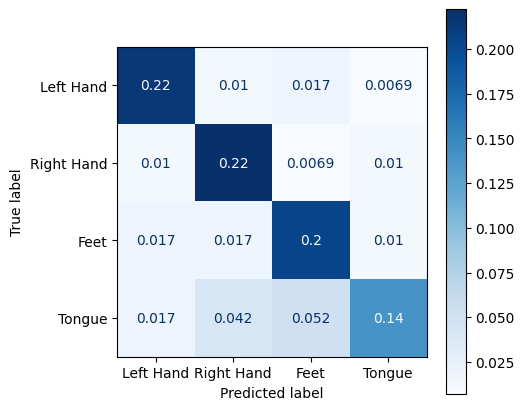 Left Hand 0.22 0.01 0.017 0.0069
Right Hand 0.01 0.22 0.0069 0.01
Feet 0.017 0.017 0.2 0.01
Tongue 0.017 0.042 0.052 0.14
Left Hand Right Hand Feet Tongue
Predicted label
True label
0.200
0.175
0.150
0.125
0.100
0.075
0.050
0.025